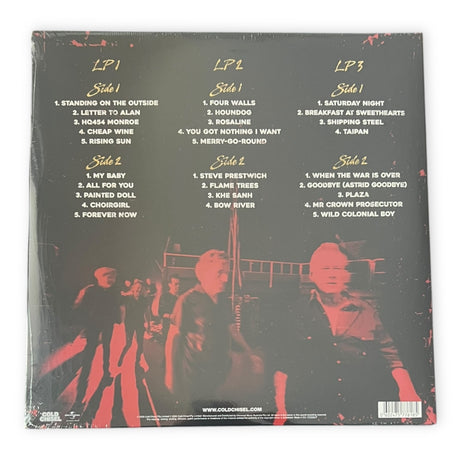 LP 1
Side 1
1. STANDING ON THE OUTSIDE
2. LETTER TO ALAN
3. HQ454 MONROE
4. CHEAP WINE
5. RISING SUN
Side 2
1. MY BABY
2. ALL FOR YOU
3. PAINTED DOLL
4. CHOIRGIRL
5. FOREVER NOW
LP 2
Side 1
1. FOUR WALLS
2. HOUNDOG
3. ROSALINE
4. YOU GOT NOTHING I WANT
5. MERRY-GO-ROUND
Side 2
1. STEVE PRESTWICH
2. FLAME TREES
3. KHE SANH
4. BOW RIVER
LP 3
Side 1
1. SATURDAY NIGHT
2. BREAKFAST AT SWEETHEARTS
3. SHIPPING STEEL
4. TAIPAN
Side 2
1. WHEN THE WAR IS OVER
2. GOODBYE (ASTRID GOODBYE)
3. PLAZA
4. MR CROWN PROSECUTOR
5. WILD COLONIAL BOY
COLD
CHISEL
WWW.COLDCHISEL.COM